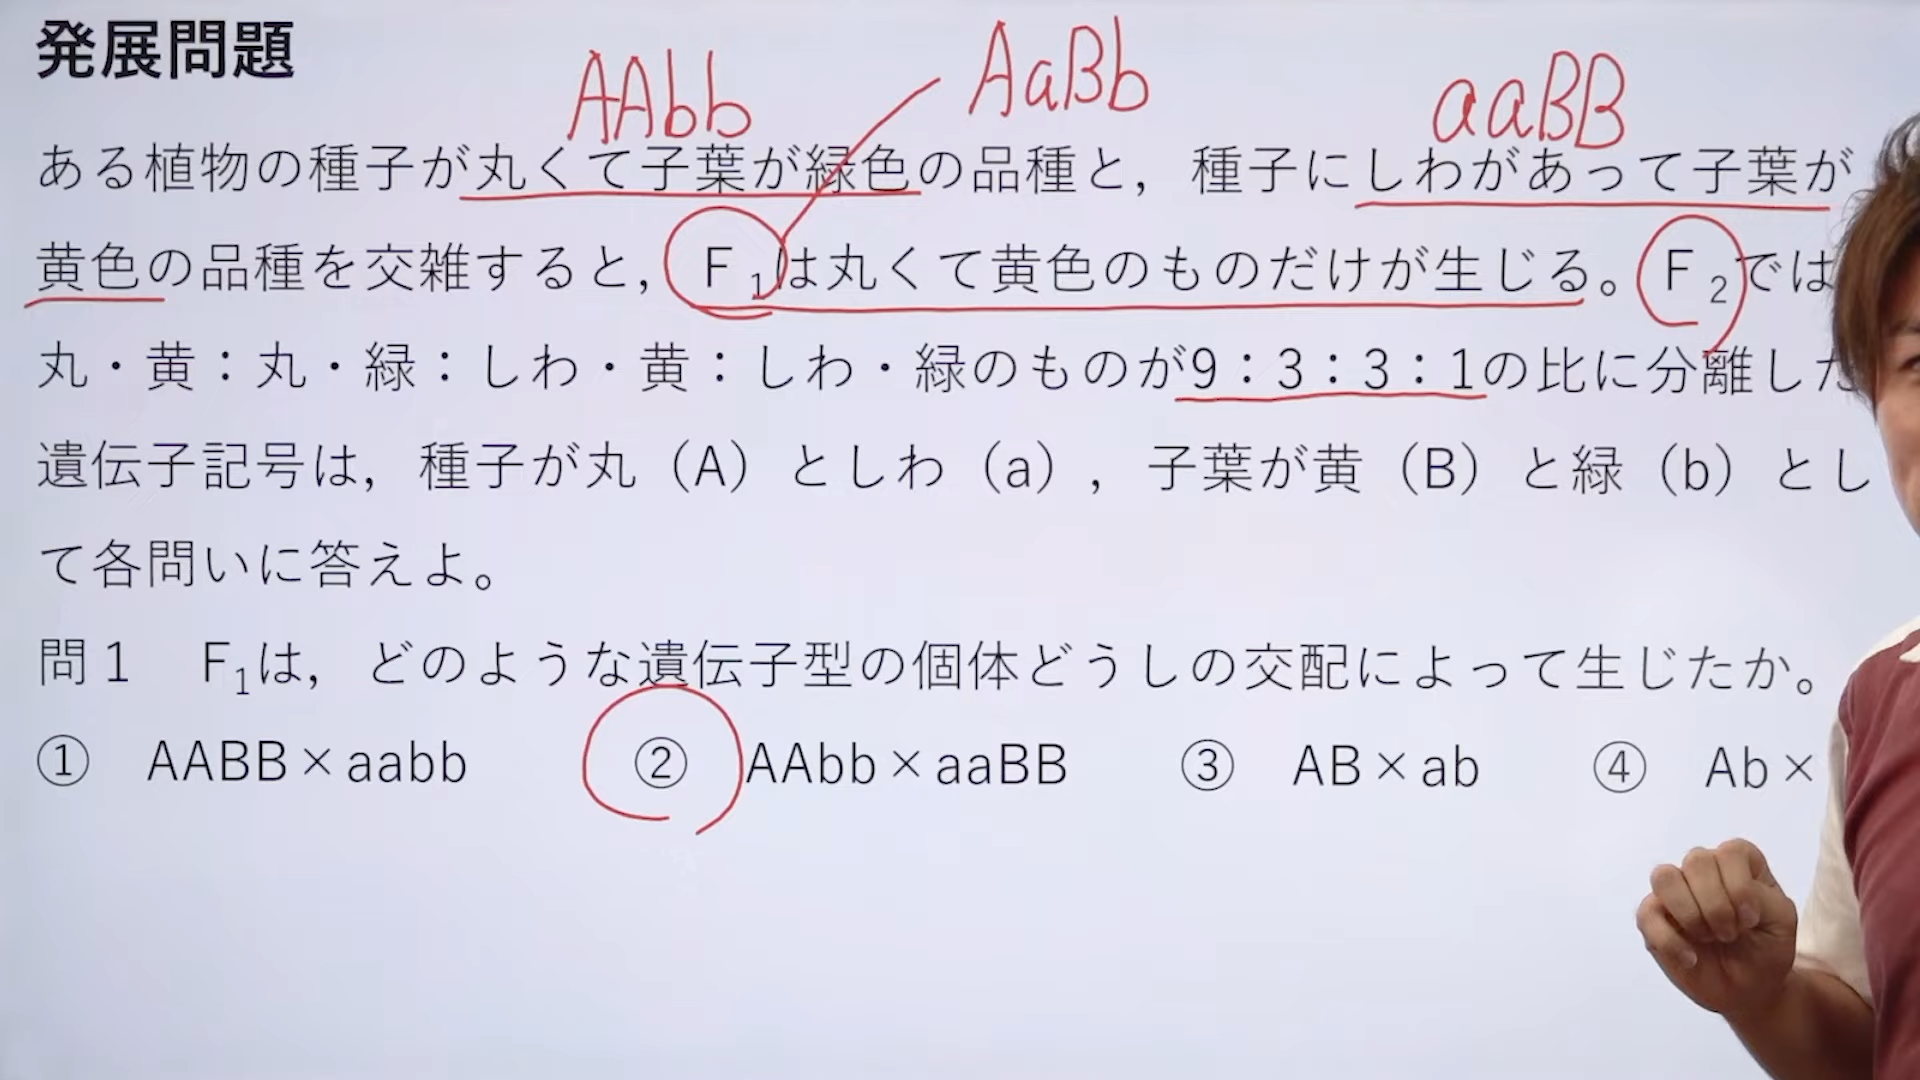 発展問題
AAbb AaBb aaBB
ある植物の種子が丸くて子葉が緑色の品種と，種子にしわがあって子葉が
黄色の品種を交雑すると，F₁は丸くて黄色のものだけが生じる。F₂では
丸・黄：丸・緑：しわ・黄：しわ・緑のものが9：3：3：1の比に分離した
遺伝子記号は，種子が丸（A）としわ（a），子葉が黄（B）と緑（b）とし
て各問いに答えよ。
問１　F₁は，どのような遺伝子型の個体どうしの交配によって生じたか。
①　AABB×aabb　②　AAbb×aaBB　③　AB×ab　④　Ab×